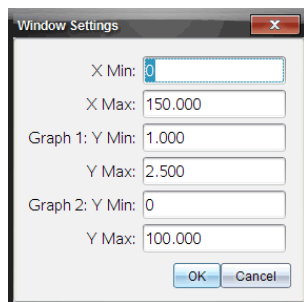 Window Settings
X Min: 0
X Max: 150.000
Graph 1: Y Min: 1.000
Y Max: 2.500
Graph 2: Y Min: 0
Y Max: 100.000
OK Cancel